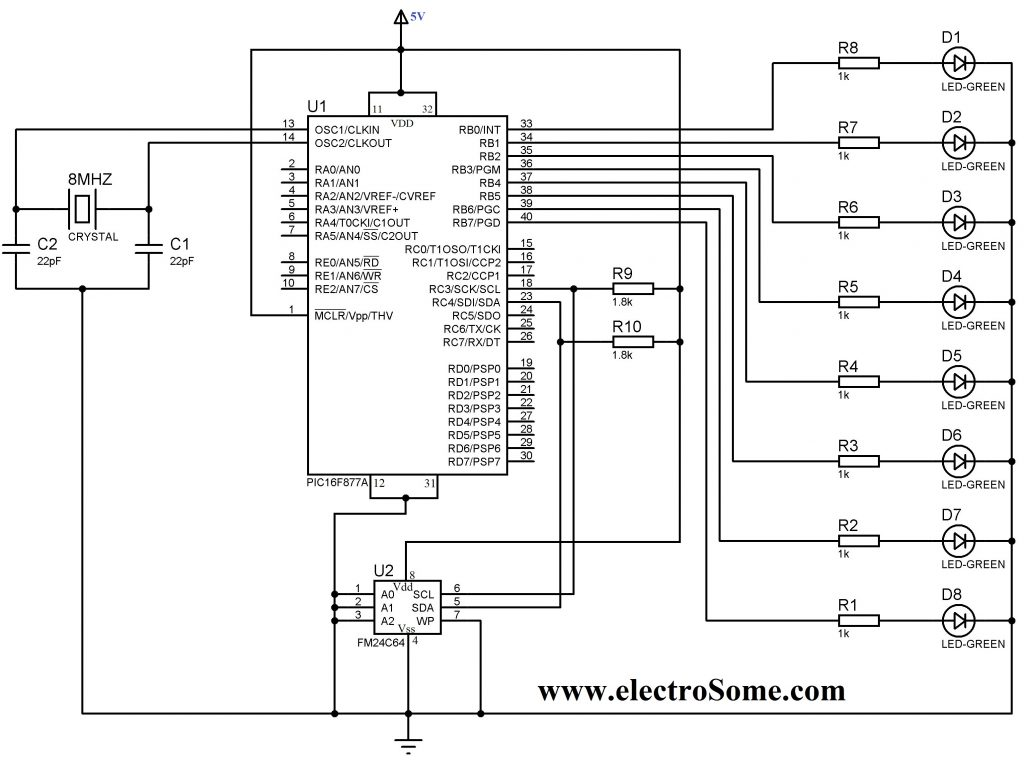 5V
U1
11 32
VDD
13 OSC1/CLKIN
14 OSC2/CLKOUT
2 RA0/AN0
3 RA1/AN1
4 RA2/AN2/VREF-/CVREF
5 RA3/AN3/VREF+
6 RA4/T0CKI/C1OUT
7 RA5/AN4/SS/C2OUT
8 RE0/AN5/RD
9 RE1/AN6/WR
10 RE2/AN7/CS
1 MCLR/Vpp/THV
RB0/INT 33
RB1 34
RB2 35
RB3/PGM 36
RB4 37
RB5 38
RB6/PGC 39
RB7/PGD 40
RC0/T1OSO/T1CKI 15
RC1/T1OSI/CCP2 16
RC2/CCP1 17
RC3/SCK/SCL 18
RC4/SDI/SDA 23
RC5/SDO 24
RC6/TX/CK 25
RC7/RX/DT 26
RD0/PSP0 19
RD1/PSP1 20
RD2/PSP2 21
RD3/PSP3 22
RD4/PSP4 27
RD5/PSP5 28
RD6/PSP6 29
RD7/PSP7 30
PIC16F877A 12 31
8MHZ
CRYSTAL
C2
22pF
C1
22pF
R9
1.8k
R10
1.8k
U2
8
Vdd
1 A0 SCL 6
2 A1 SDA 5
3 A2 WP 7
Vss
FM24C64 4
R8
1k
D1
LED-GREEN
R7
1k
D2
LED-GREEN
R6
1k
D3
LED-GREEN
R5
1k
D4
LED-GREEN
R4
1k
D5
LED-GREEN
R3
1k
D6
LED-GREEN
R2
1k
D7
LED-GREEN
R1
1k
D8
LED-GREEN
www.electroSome.com